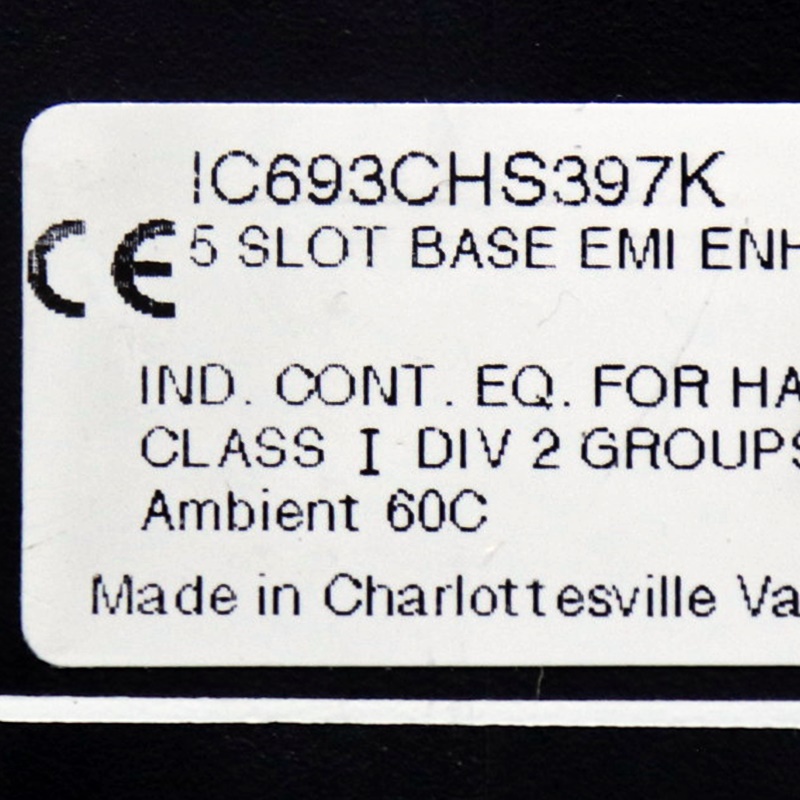 IC693CHS397K
CE 5 SLOT BASE EMI ENH
IND. CONT. EQ. FOR HA
CLASS I DIV 2 GROUPS
Ambient 60C
Made in Charlottesville Va